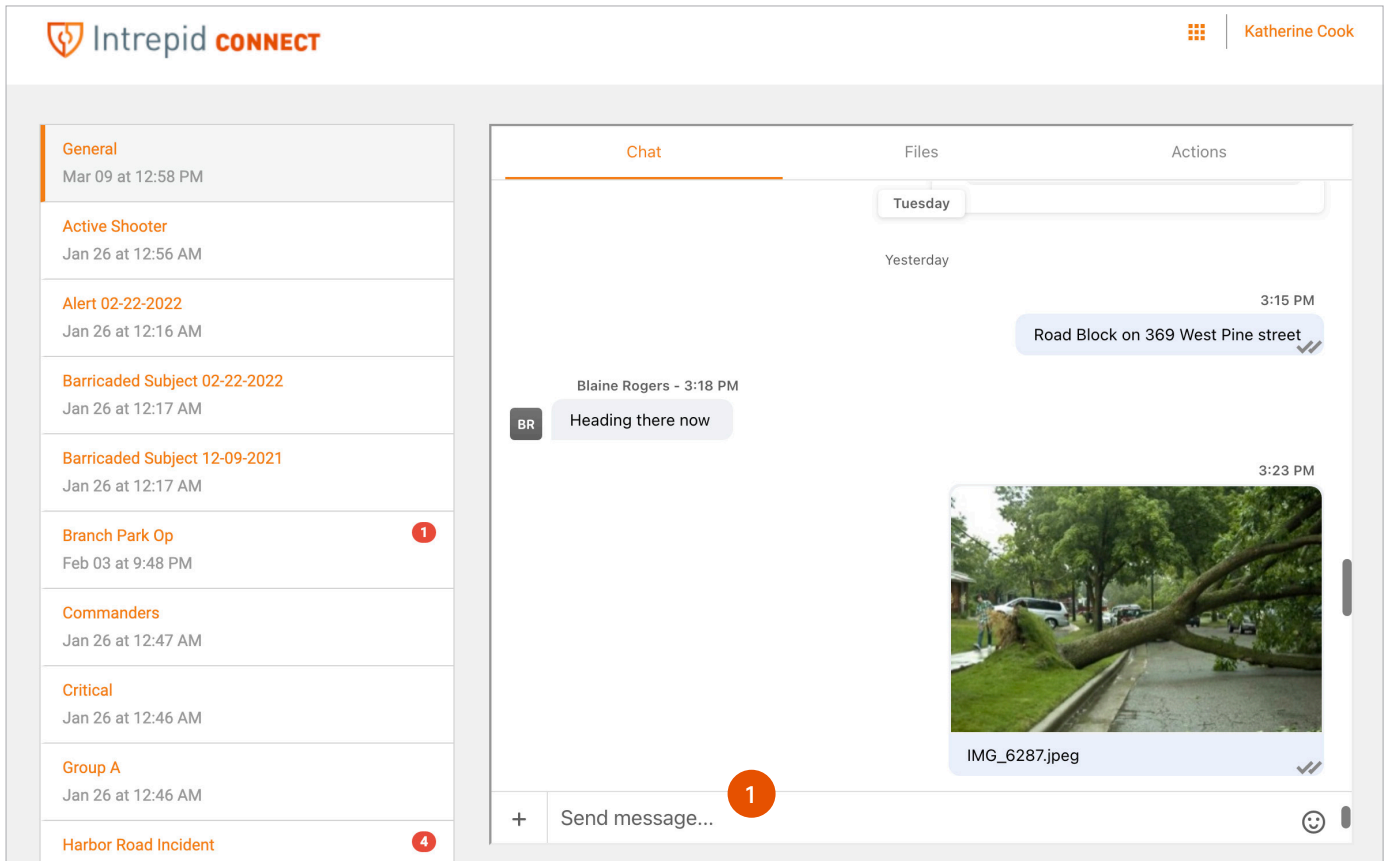 Intrepid CONNECT
Katherine Cook
General
Mar 09 at 12:58 PM
Active Shooter
Jan 26 at 12:56 AM
Alert 02-22-2022
Jan 26 at 12:16 AM
Barricaded Subject 02-22-2022
Jan 26 at 12:17 AM
Barricaded Subject 12-09-2021
Jan 26 at 12:17 AM
Branch Park Op
1
Feb 03 at 9:48 PM
Commanders
Jan 26 at 12:47 AM
Critical
Jan 26 at 12:46 AM
Group A
Jan 26 at 12:46 AM
Harbor Road Incident
4
Chat
Files
Actions
Tuesday
Yesterday
3:15 PM
Road Block on 369 West Pine street
Blaine Rogers - 3:18 PM
BR
Heading there now
3:23 PM
IMG_6287.jpeg
1
+
Send message...